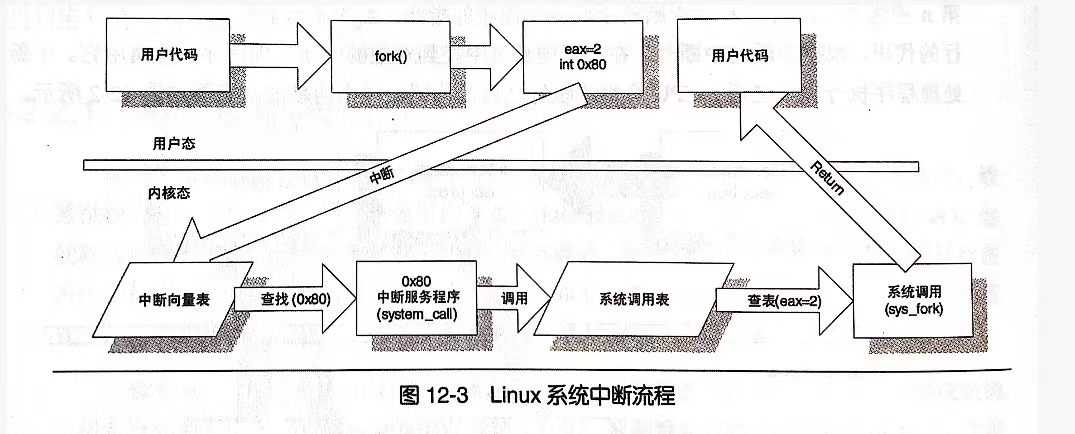 用户代码
fork()
eax=2
int 0x80
用户代码
用户态
内核态
中断
Return
中断向量表
查找 (0x80)
0x80
中断服务程序
(system_call)
调用
系统调用表
查表(eax=2)
系统调用
(sys_fork)
图 12-3 Linux 系统中断流程